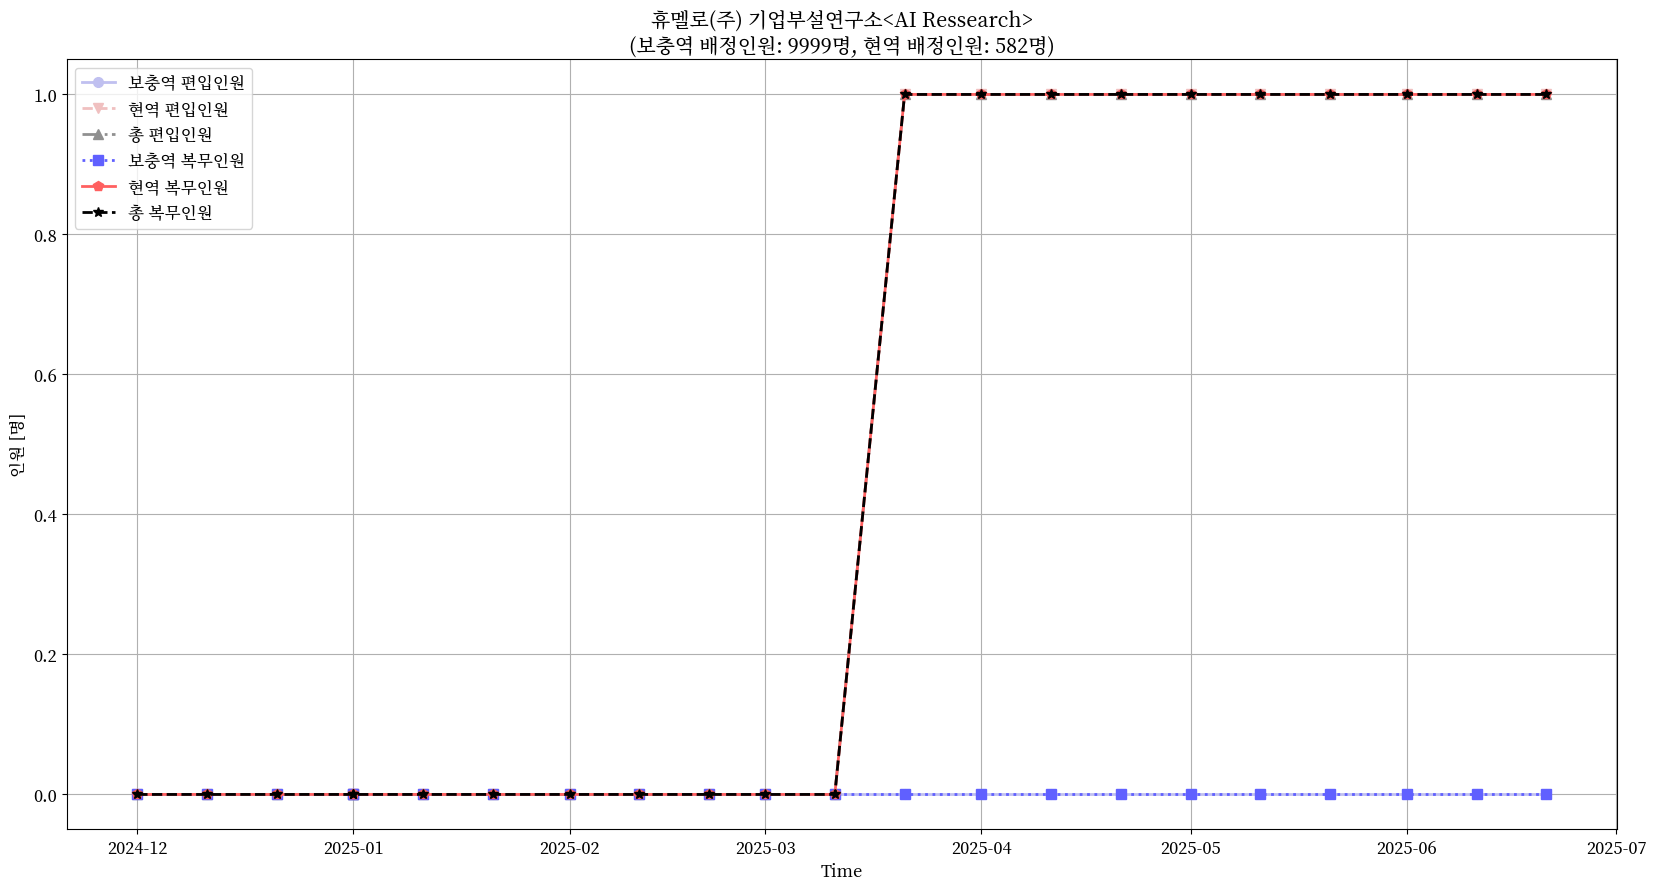 휴멜로(주) 기업부설연구소<AI Ressearch>
(보충역 배정인원: 9999명, 현역 배정인원: 582명)
보충역 편입인원
현역 편입인원
총 편입인원
보충역 복무인원
현역 복무인원
총 복무인원
1.0
0.8
0.6
0.4
0.2
0.0
인원 [명]
2024-12
2025-01
2025-02
2025-03
2025-04
2025-05
2025-06
2025-07
Time